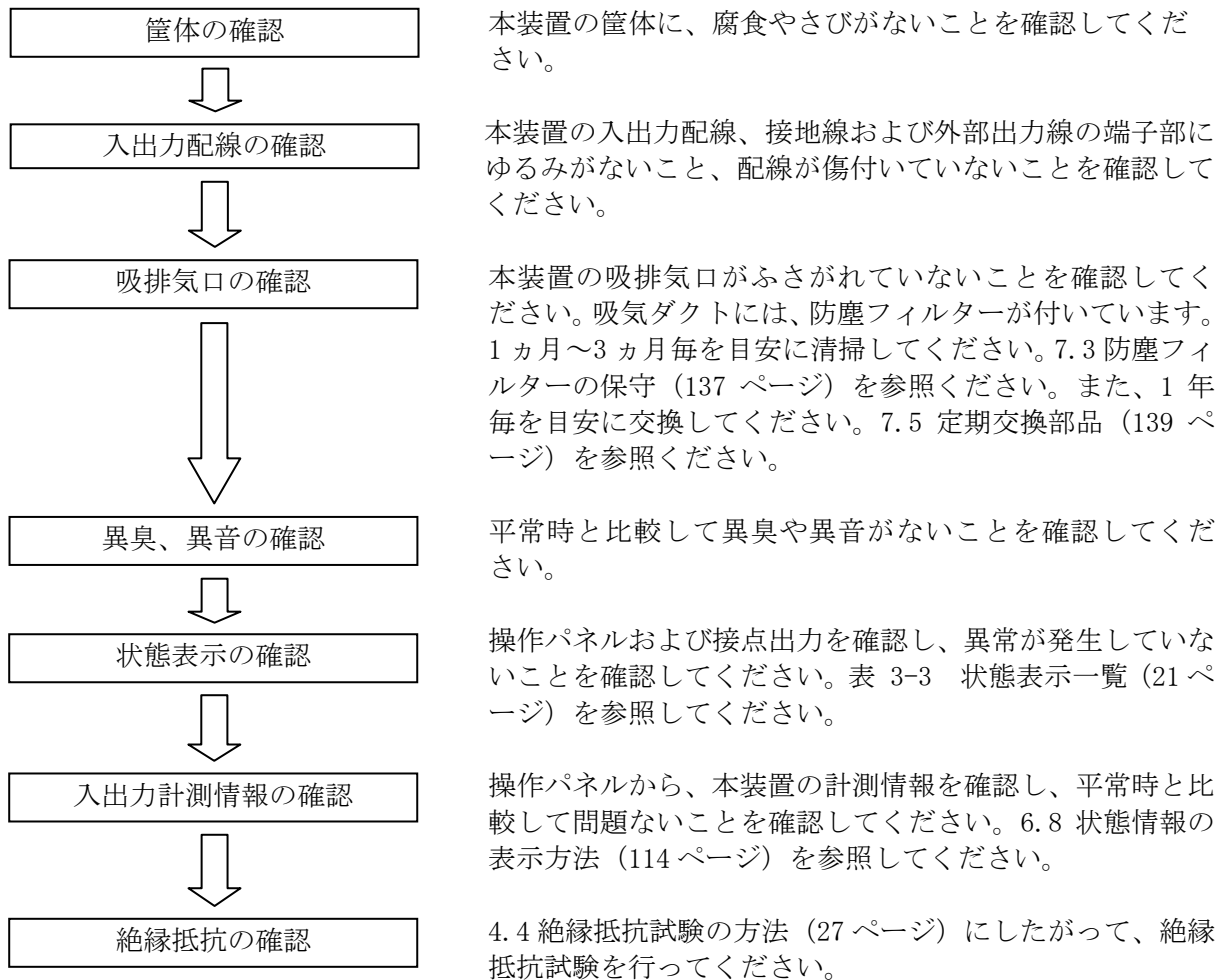 筐体の確認
本装置の筐体に、腐食やさびがないことを確認してくだ
さい。
入出力配線の確認
本装置の入出力配線、接地線および外部出力線の端子部に
ゆるみがないこと、配線が傷付いていないことを確認して
ください。
吸排気口の確認
本装置の吸排気口がふさがれていないことを確認してく
ださい。吸気ダクトには、防塵フィルターが付いています。
1 ヵ月～3 ヵ月毎を目安に清掃してください。7.3 防塵フィ
ルターの保守（137 ページ）を参照ください。また、1 年
毎を目安に交換してください。7.5 定期交換部品（139 ペ
ージ）を参照ください。
異臭、異音の確認
平常時と比較して異臭や異音がないことを確認してくだ
さい。
状態表示の確認
操作パネルおよび接点出力を確認し、異常が発生していな
いことを確認してください。表 3-3　状態表示一覧（21 ペ
ージ）を参照してください。
入出力計測情報の確認
操作パネルから、本装置の計測情報を確認し、平常時と比
較して問題ないことを確認してください。6.8 状態情報の
表示方法（114 ページ）を参照してください。
絶縁抵抗の確認
4.4 絶縁抵抗試験の方法（27 ページ）にしたがって、絶縁
抵抗試験を行ってください。